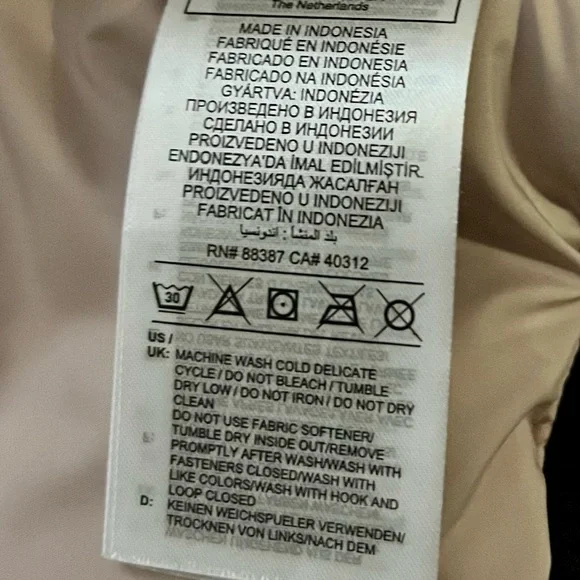 The Netherlands
MADE IN INDONESIA
FABRIQUÉ EN INDONÉSIE
FABRICADO EN INDONESIA
FABRICADO NA INDONÉSIA
GYÁRTVA: INDONÉZIA
ПРОИЗВЕДЕНО В ИНДОНЕЗИЯ
СДЕЛАНО В ИНДОНЕЗИИ
PROIZVEDENO U INDONEZIJI
ENDONEZYA'DA İMAL EDİLMİŞTİR.
ИНДОНЕЗИЯДА ЖАСАЛҒАН
PROIZVEDENO U INDONEZIJI
FABRICAT ÎN INDONEZIA
بلد المنشأ : اندونسيا
RN# 88387 CA# 40312
30
US /
UK: MACHINE WASH COLD DELICATE
CYCLE / DO NOT BLEACH / TUMBLE
DRY LOW / DO NOT IRON / DO NOT DRY
CLEAN
DO NOT USE FABRIC SOFTENER/
TUMBLE DRY INSIDE OUT/REMOVE
PROMPTLY AFTER WASH/WASH WITH
FASTENERS CLOSED/WASH WITH
LIKE COLORS/WASH WITH HOOK AND
LOOP CLOSED
D: KEINEN WEICHSPUELER VERWENDEN/
TROCKNEN VON LINKS/NACH DEM
WASCHEN UMGEHEND AUS DER